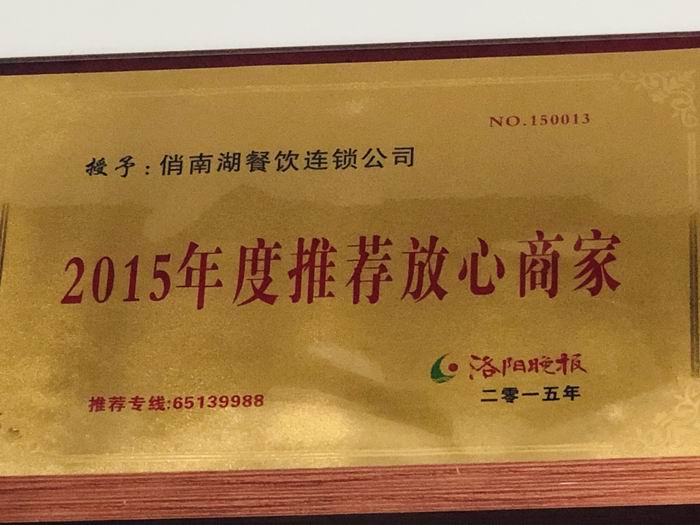 NO.150013
授予:俏南湖餐饮连锁公司
2015年度推荐放心商家
洛阳晚报
二零一五年
推荐专线:65139988